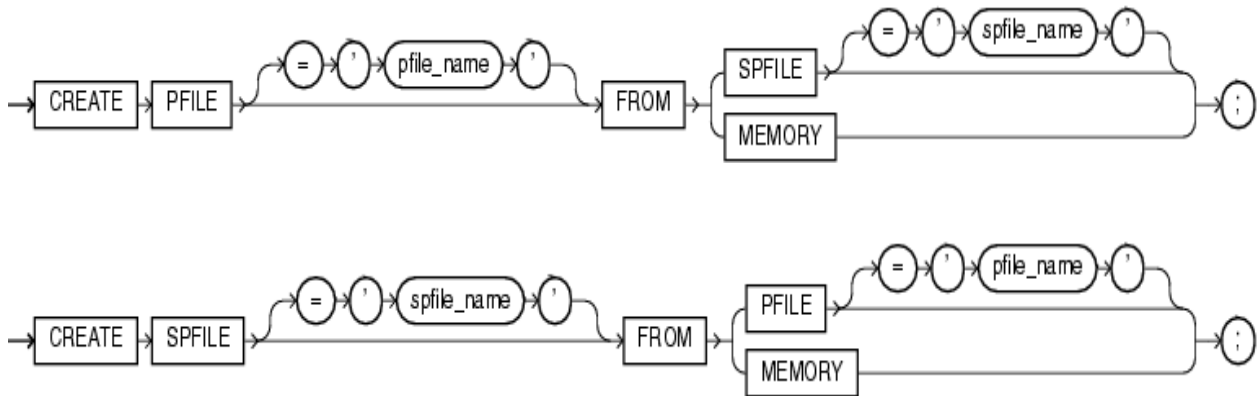 = ' spfile_name '
= ' pfile_name ' SPFILE
CREATE PFILE FROM ;
MEMORY
= ' pfile_name '
= ' spfile_name ' PFILE
CREATE SPFILE FROM ;
MEMORY